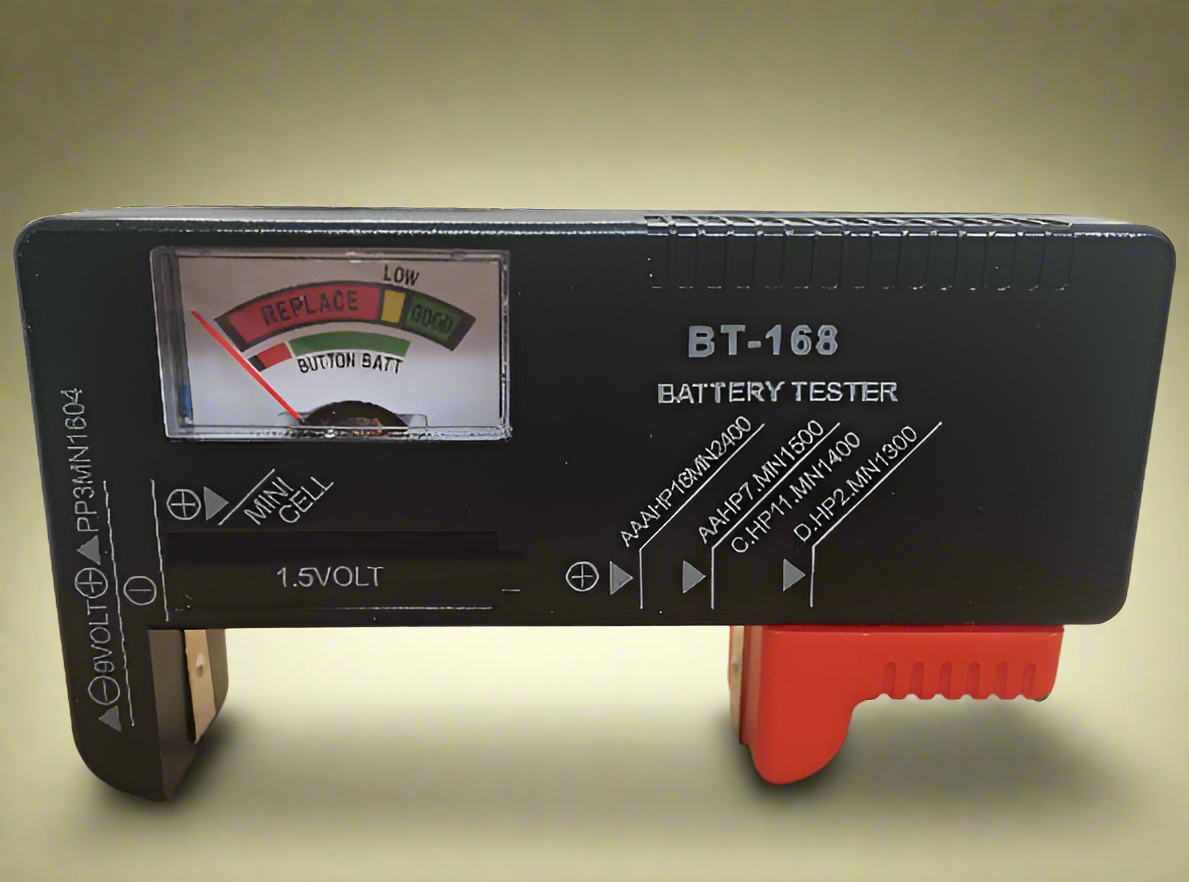 LOW
REPLACE
GOOD
BUTTON BATT
BT-168
BATTERY TESTER
AAAHP16MN2400
AAHP7.MN1500
C.HP11.MN1400
D.HP2.MN1300
MINI
CELL
1.5VOLT
9VOLT PP3MN1604